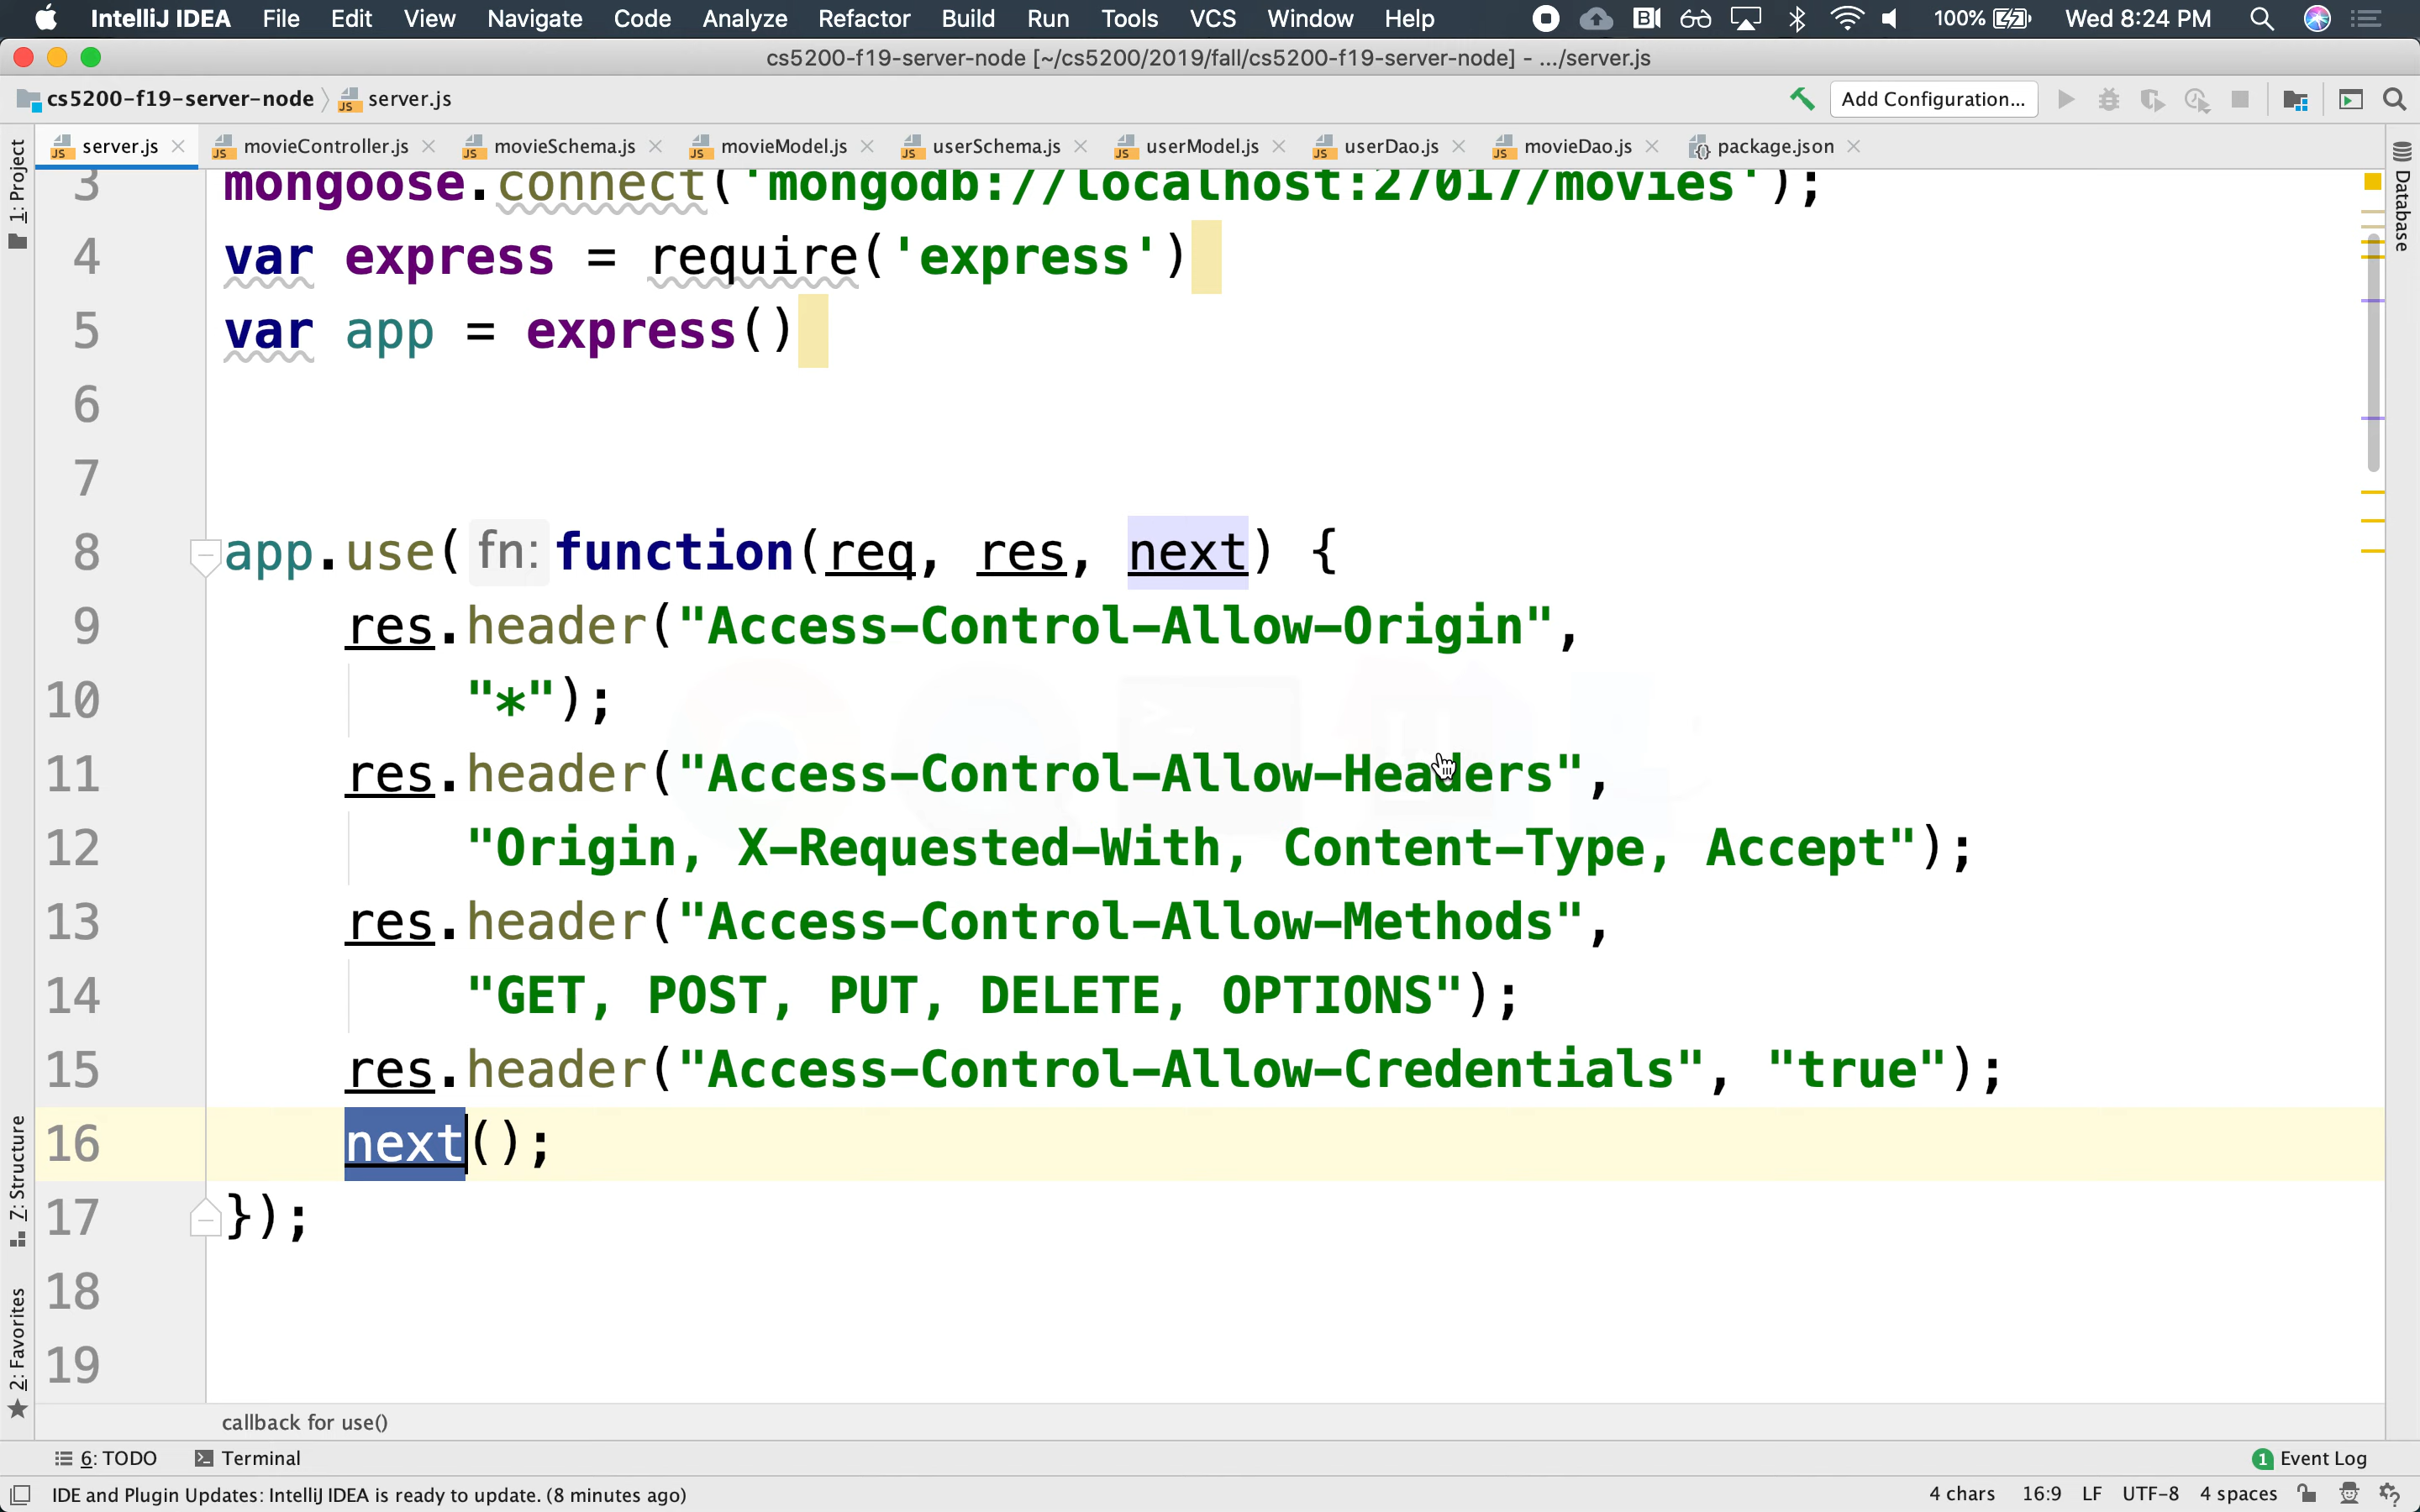 IntelliJ IDEA File Edit View Navigate Code Analyze Refactor Build Run Tools VCS Window Help 100% Wed 8:24 PM
cs5200-f19-server-node [~/cs5200/2019/fall/cs5200-f19-server-node] - .../server.js
cs5200-f19-server-node server.js Add Configuration...
server.js movieController.js movieSchema.js movieModel.js userSchema.js userModel.js userDao.js movieDao.js package.json
1: Project
Database
3 mongoose.connect('mongodb://localhost:27017/movies');
4 var express = require('express')
5 var app = express()
6
7
8 app.use( fn: function(req, res, next) {
9 res.header("Access-Control-Allow-Origin",
10 "*");
11 res.header("Access-Control-Allow-Headers",
12 "Origin, X-Requested-With, Content-Type, Accept");
13 res.header("Access-Control-Allow-Methods",
14 "GET, POST, PUT, DELETE, OPTIONS");
15 res.header("Access-Control-Allow-Credentials", "true");
16 next();
17 });
18
19
7: Structure
2: Favorites
callback for use()
6: TODO Terminal 1 Event Log
IDE and Plugin Updates: IntelliJ IDEA is ready to update. (8 minutes ago) 4 chars 16:9 LF UTF-8 4 spaces